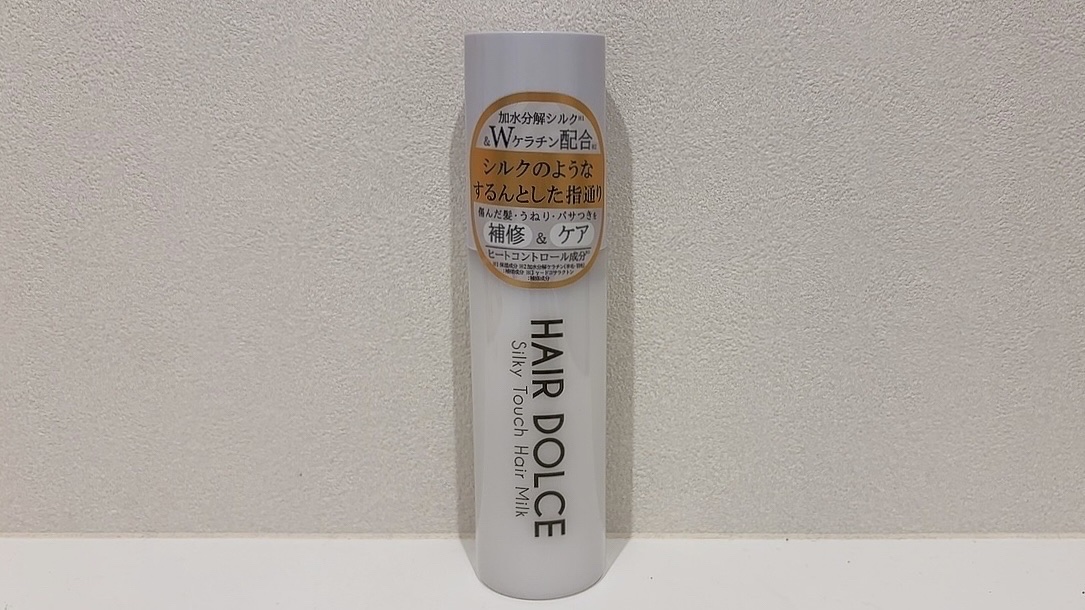 加水分解シルク※1
&Wケラチン配合※2
シルクのような
するんとした指通り
傷んだ髪・うねり・パサつきを
補修 & ケア
ヒートコントロール成分※3
HAIR DOLCE
Silky Touch Hair Milk